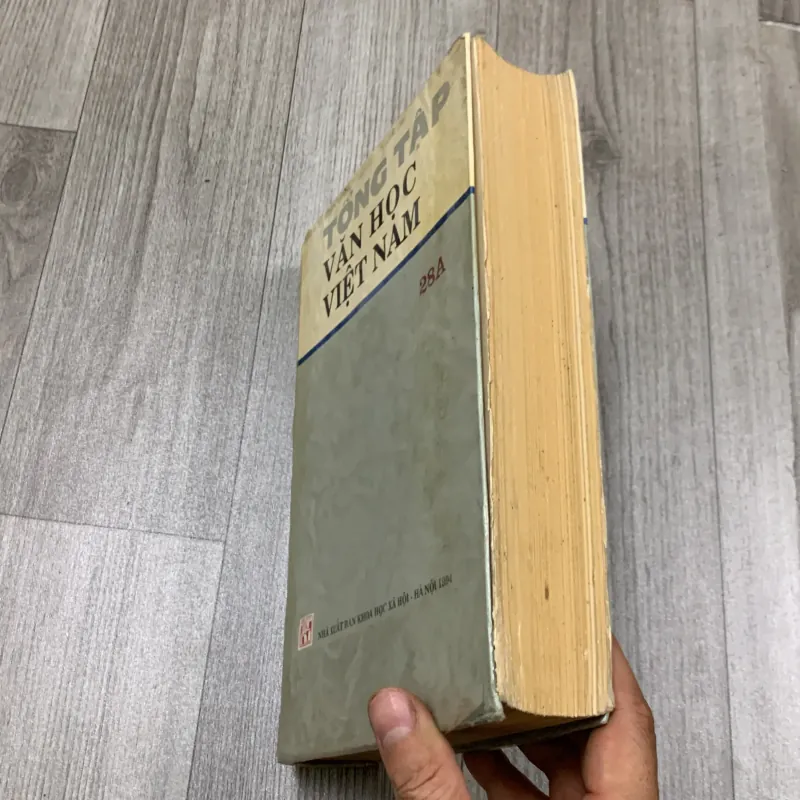 TỔNG TẬP
VĂN HỌC
VIỆT NAM
28A
NHÀ XUẤT BẢN KHOA HỌC XÃ HỘI - HÀ NỘI 1994